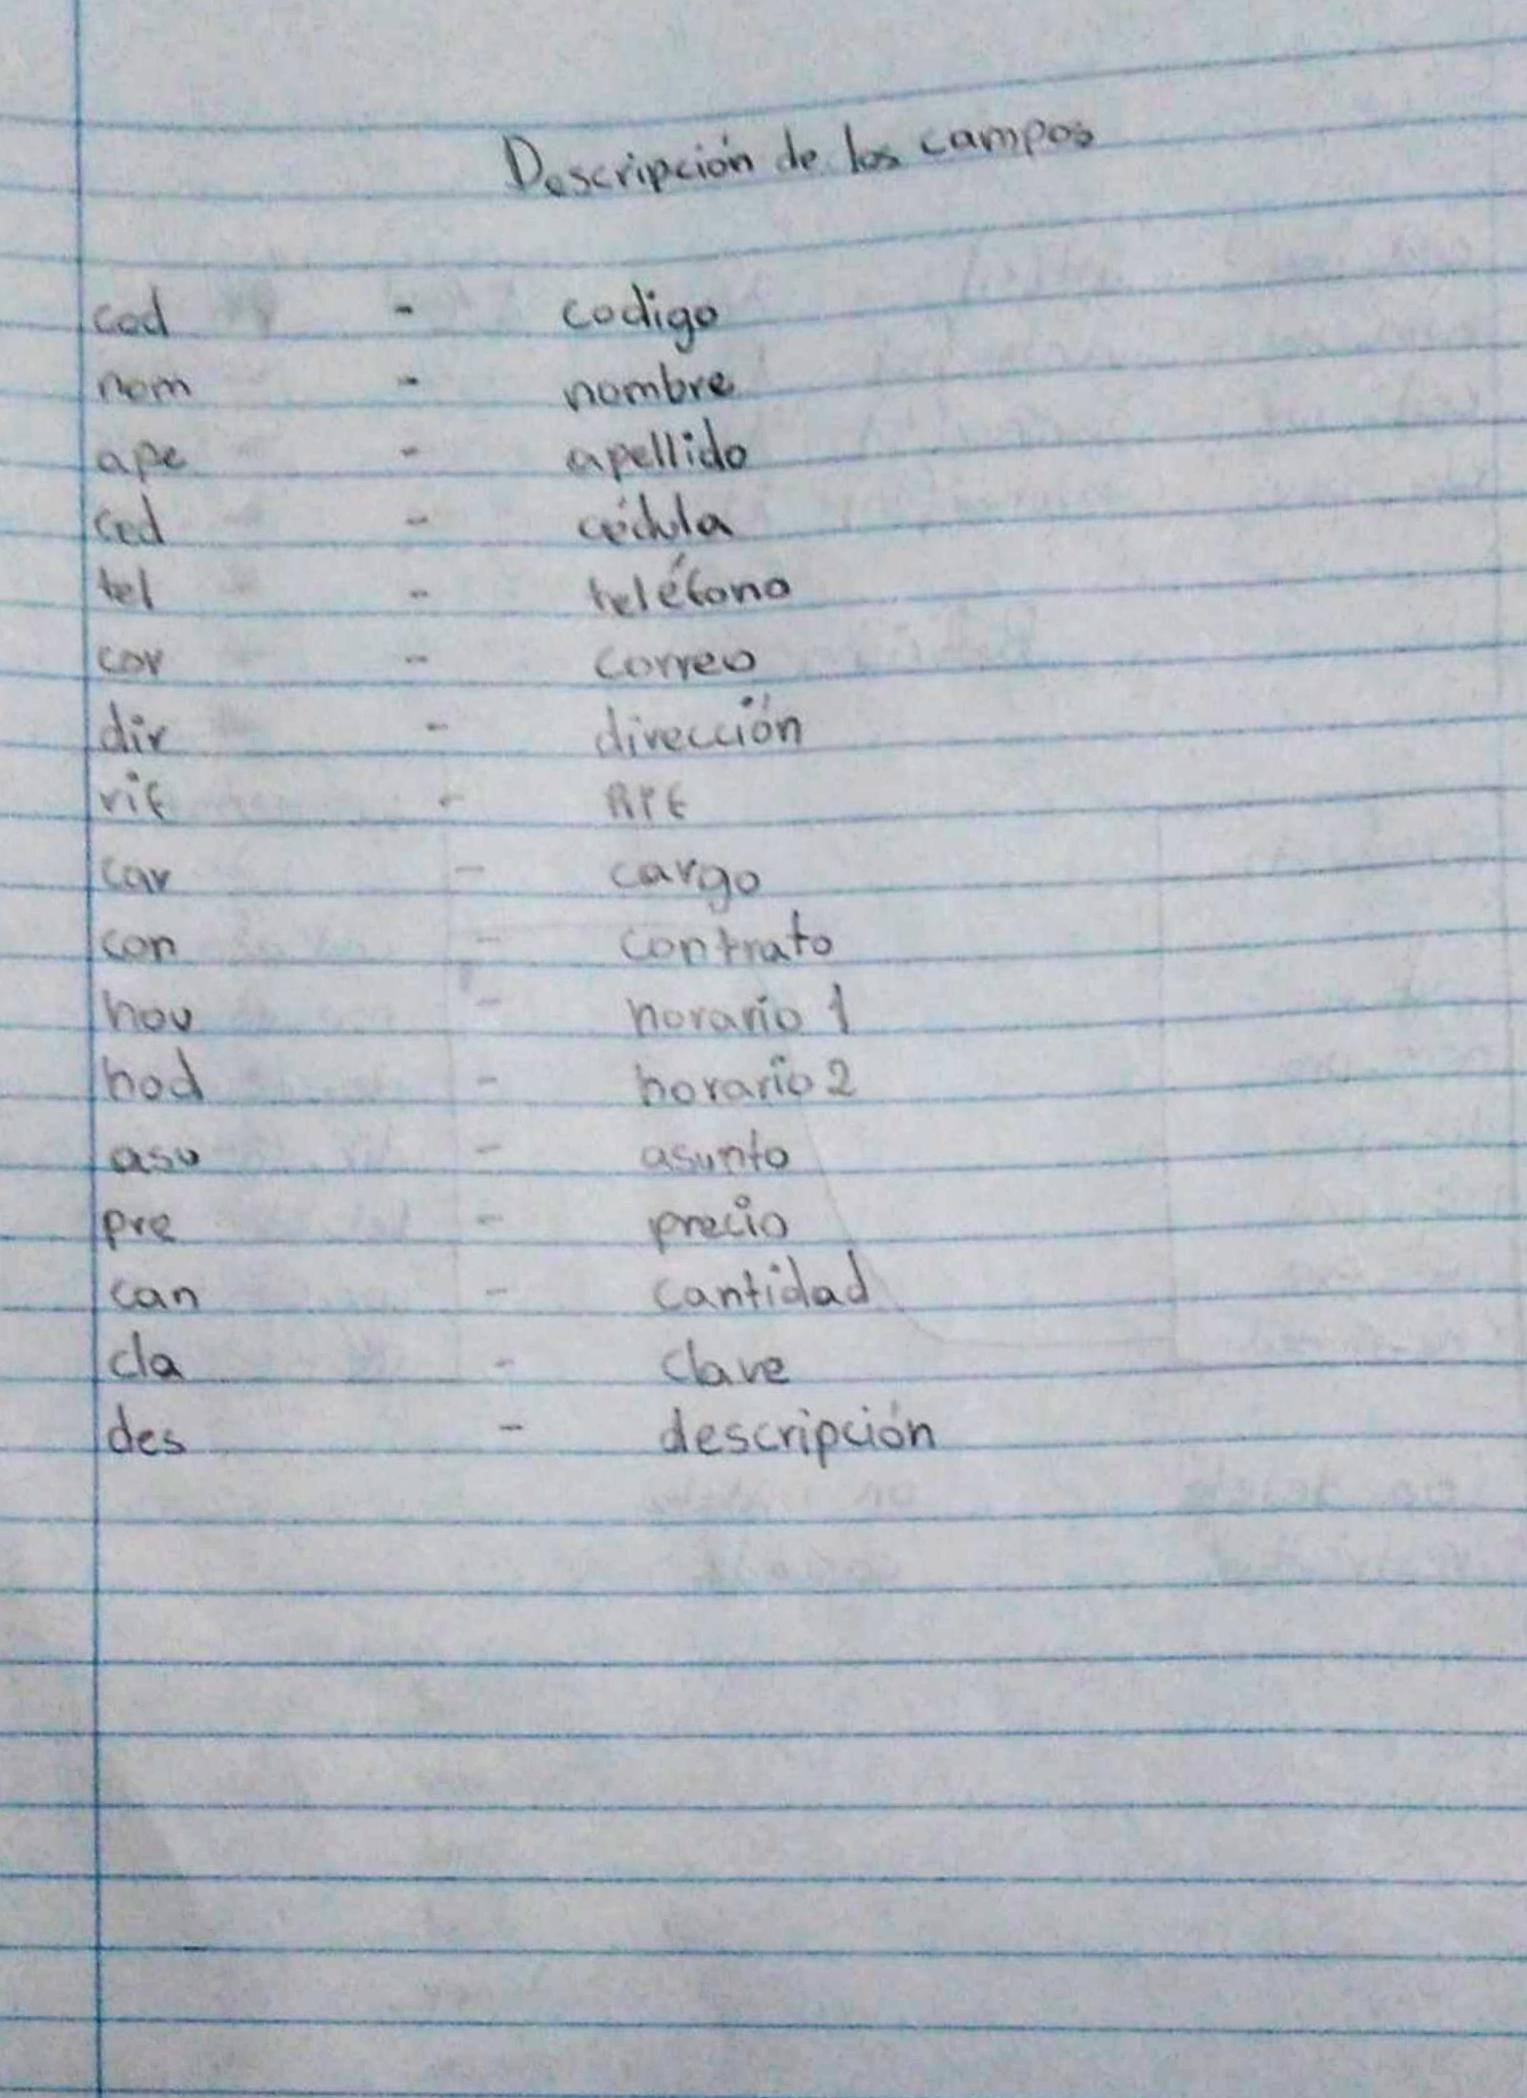 Descripción de los campos
cod - codigo
nom - nombre
ape - apellido
ced - cédula
tel - teléfono
cor - correo
dir - dirección
rif -
car - cargo
con - contrato
hou - horario 1
hod - horario 2
asu - asunto
pre - precio
can - cantidad
cla - clave
des - descripción